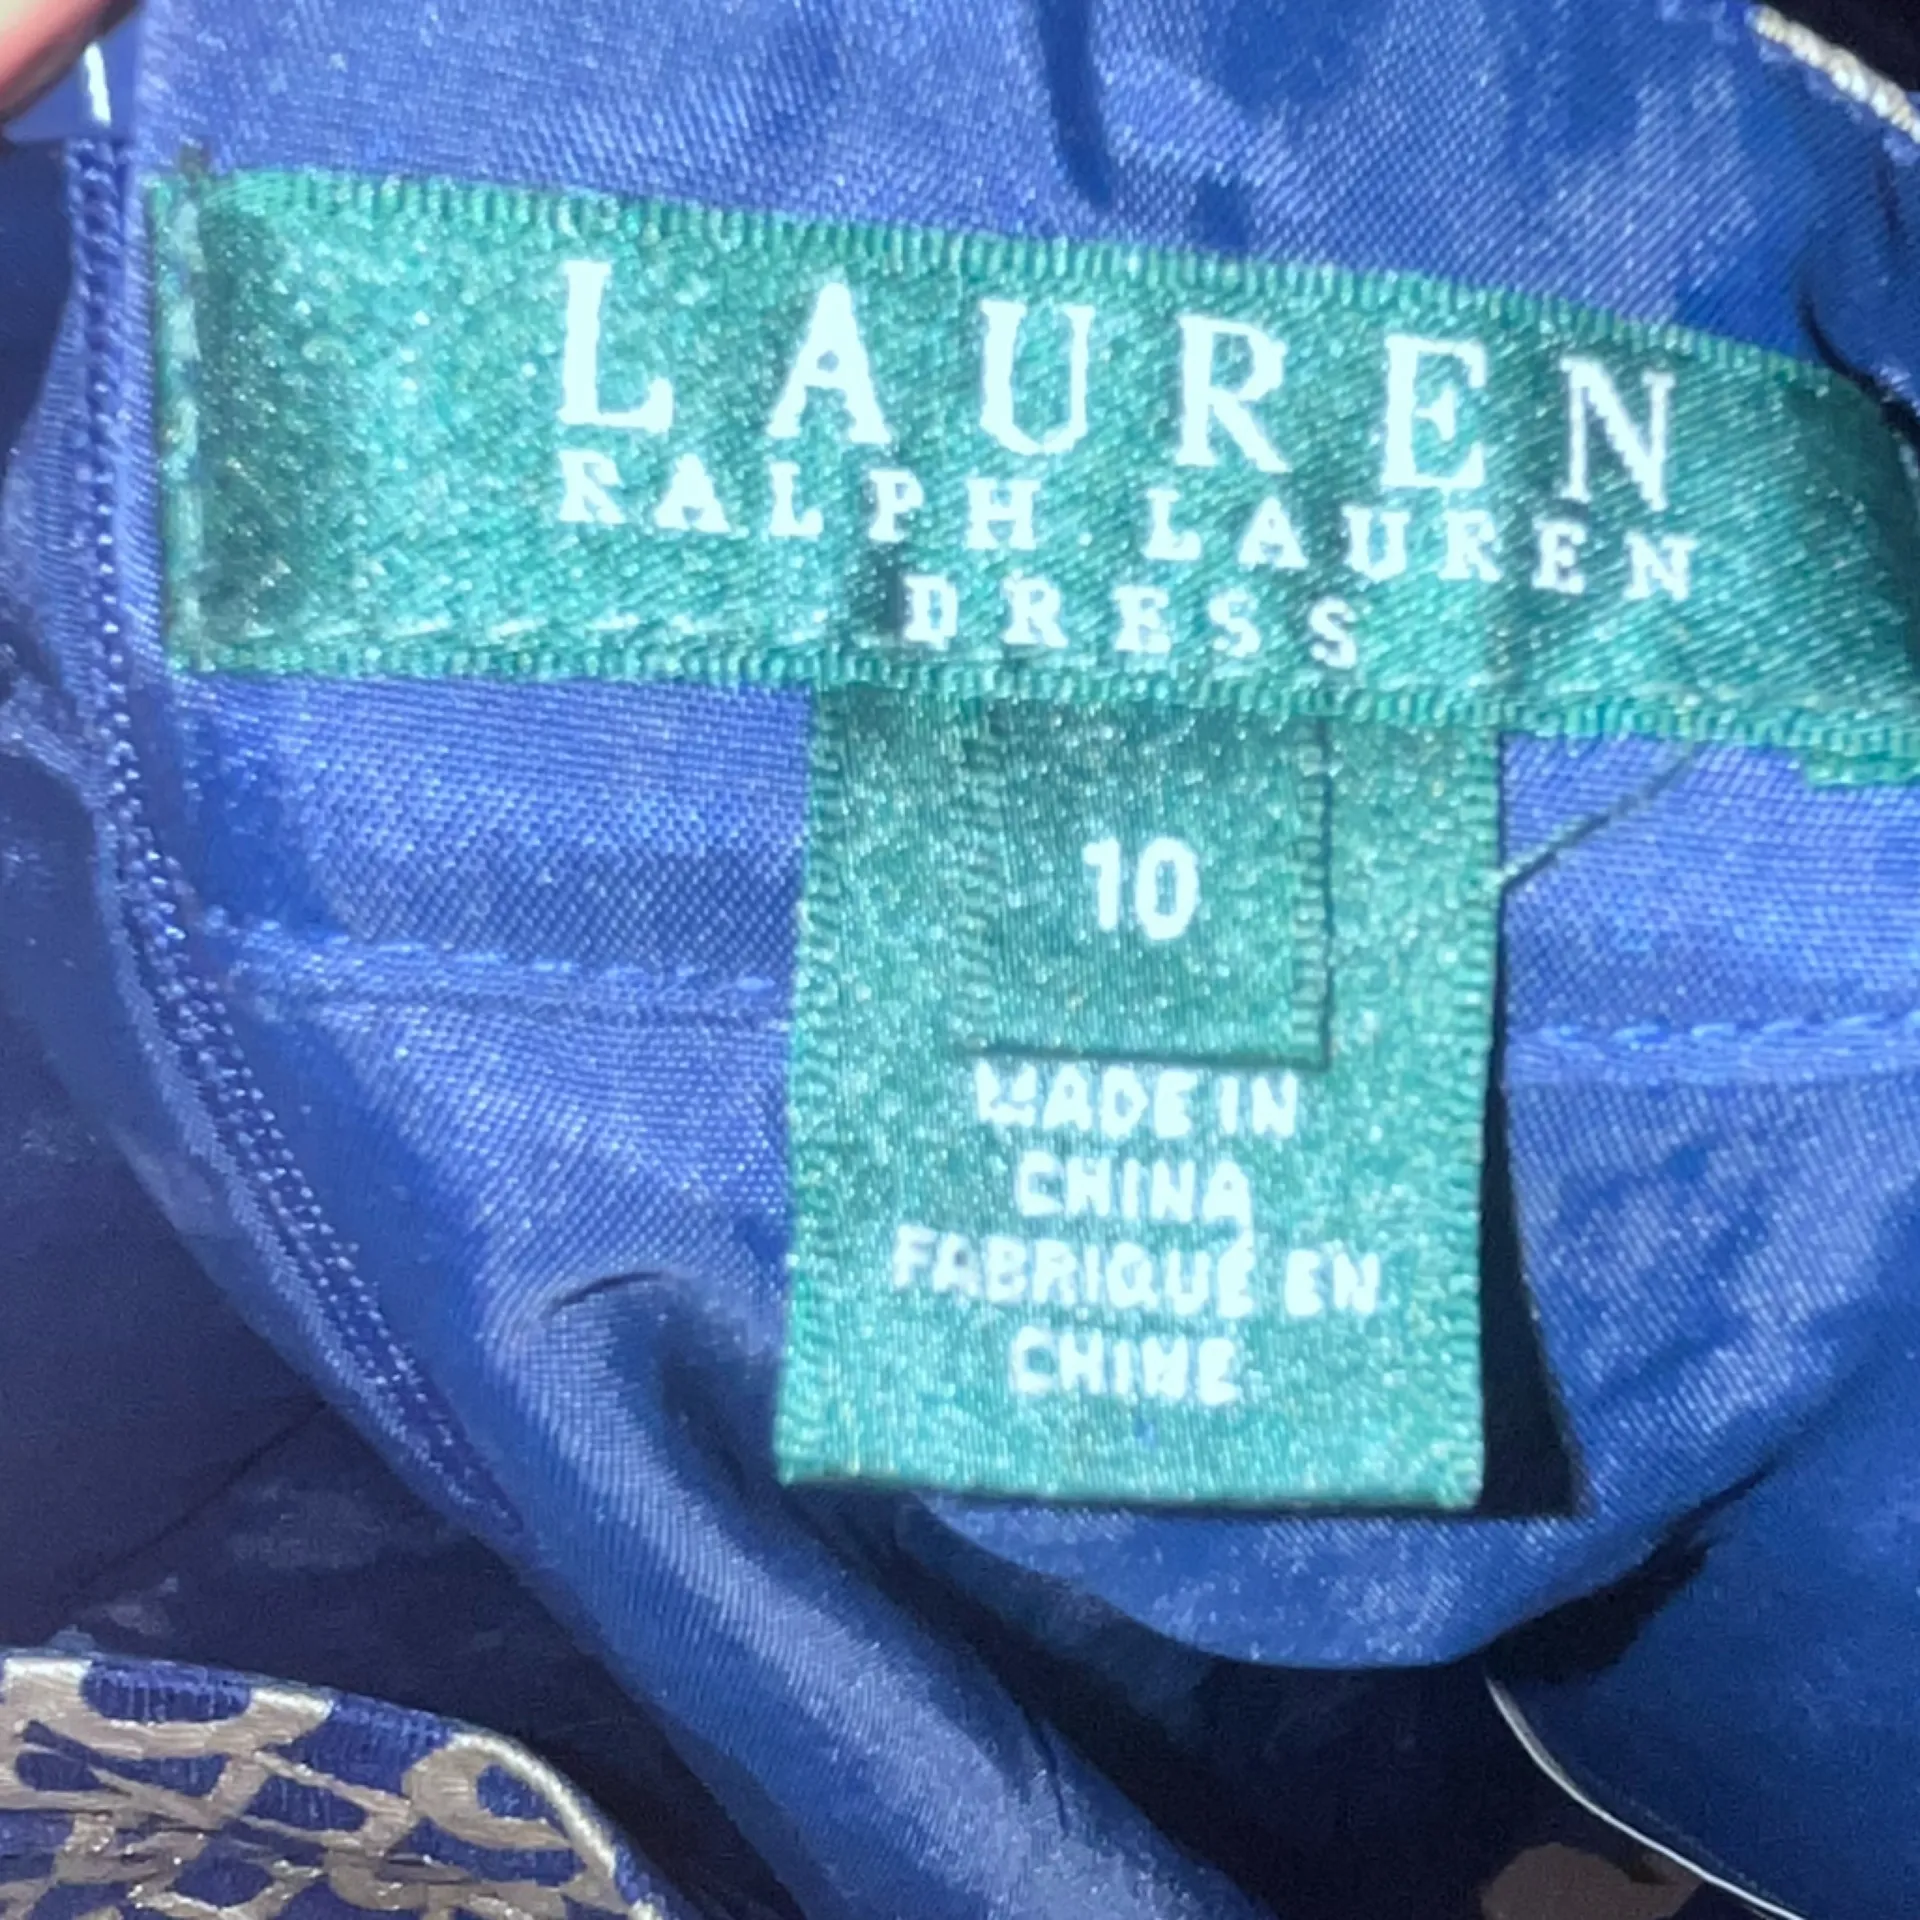 LAUREN
RALPH LAUREN
DRESS
10
MADE IN
CHINA
FABRIQUÉ EN
CHINE